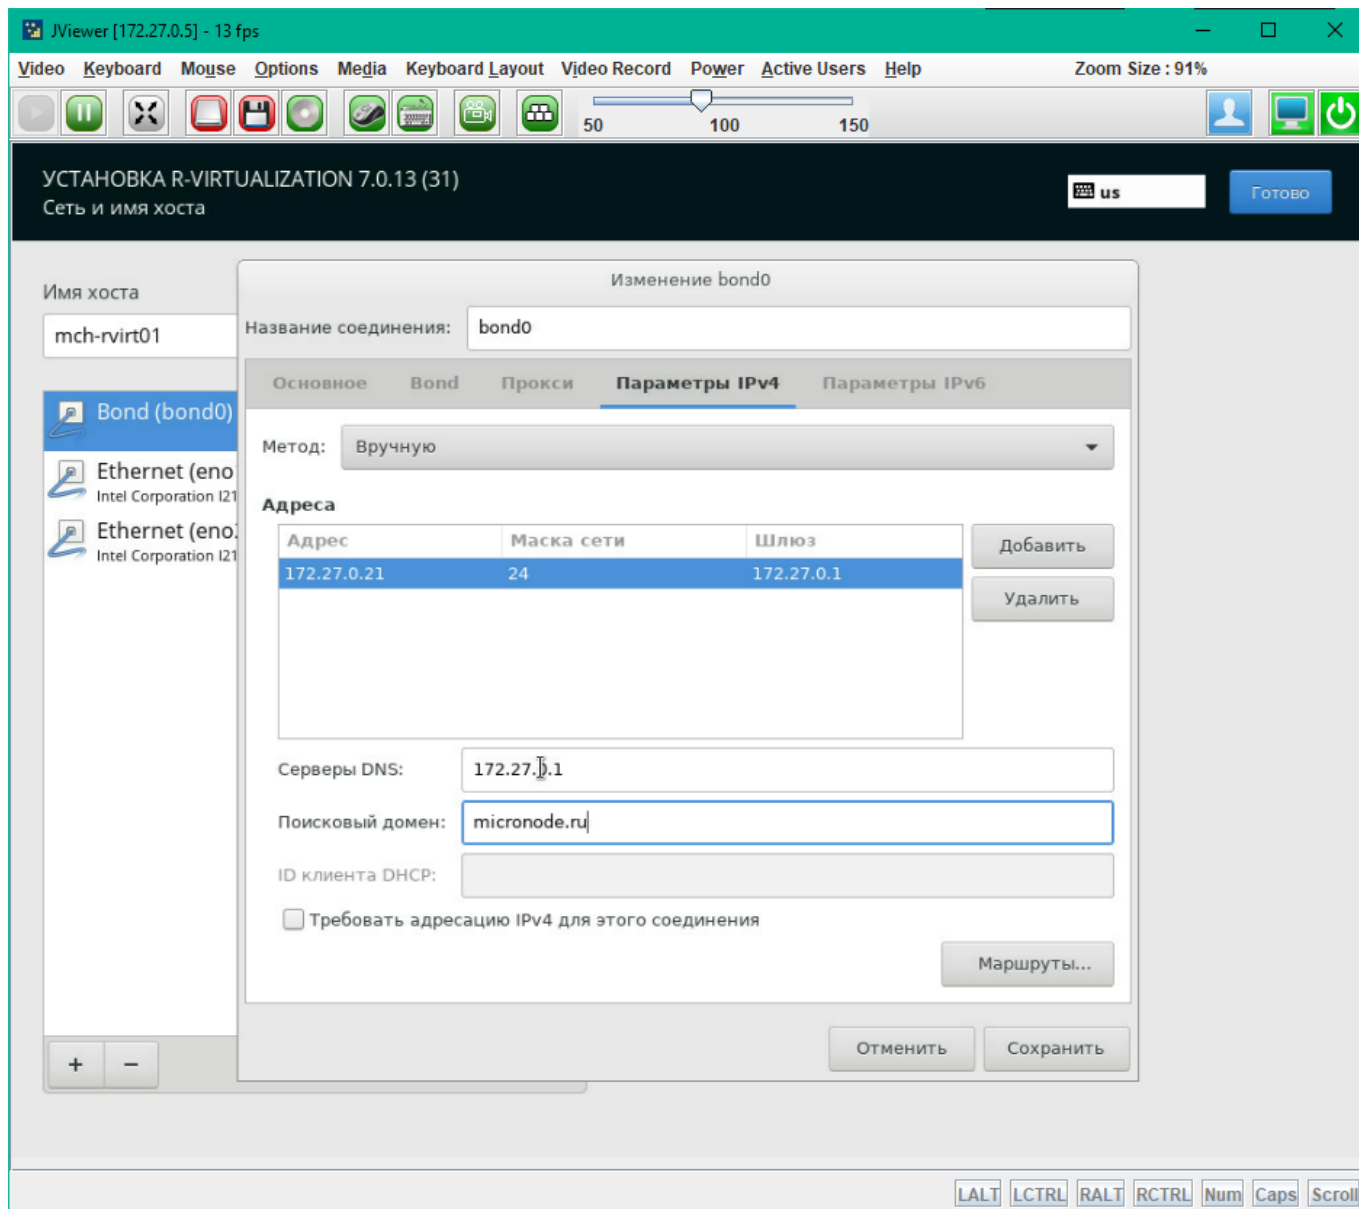 JViewer [172.27.0.5] - 13 fps
Video Keyboard Mouse Options Media Keyboard Layout Video Record Power Active Users Help Zoom Size : 91%
50 100 150
УСТАНОВКА R-VIRTUALIZATION 7.0.13 (31)
Сеть и имя хоста
us
Готово
Имя хоста
mch-rvirt01
Bond (bond0)
Ethernet (eno
Intel Corporation I21
Ethernet (eno
Intel Corporation I21
+ −
Изменение bond0
Название соединения: bond0
Основное Bond Прокси Параметры IPv4 Параметры IPv6
Метод: Вручную
Адреса
Адрес Маска сети Шлюз
172.27.0.21 24 172.27.0.1
Добавить
Удалить
Серверы DNS: 172.27.0.1
Поисковый домен: micronode.ru
ID клиента DHCP:
Требовать адресацию IPv4 для этого соединения
Маршруты...
Отменить Сохранить
LALT LCTRL RALT RCTRL Num Caps Scroll